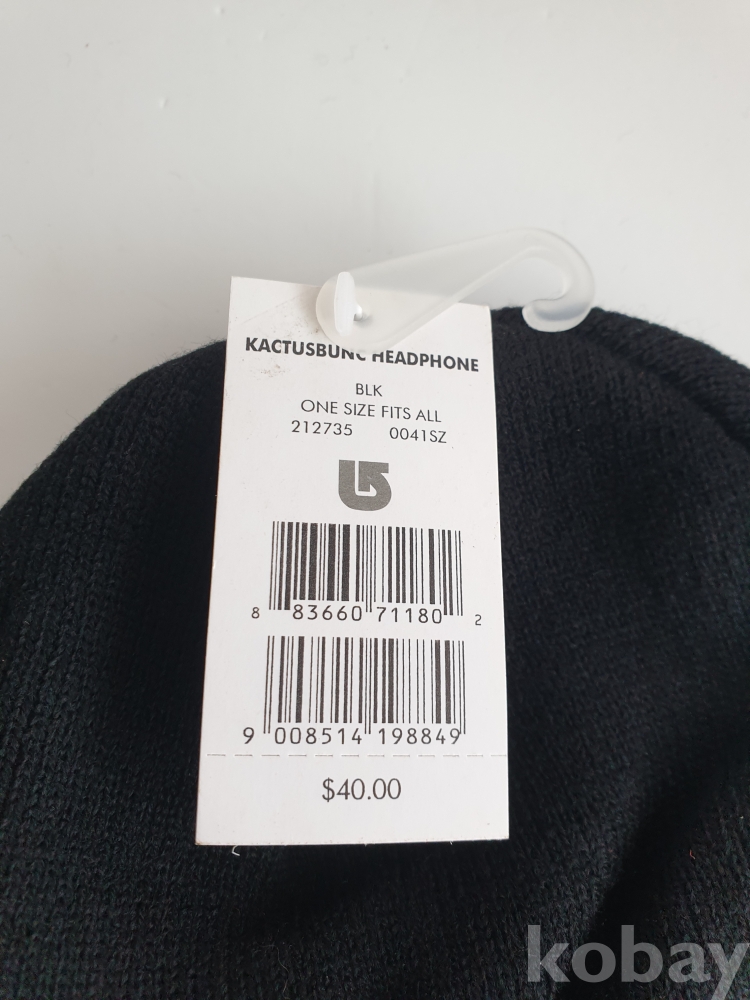 KACTUSBUNC HEADPHONE
BLK
ONE SIZE FITS ALL
212735 0041SZ
8 83660 71180 2
9 008514 198849
$40.00
kobay